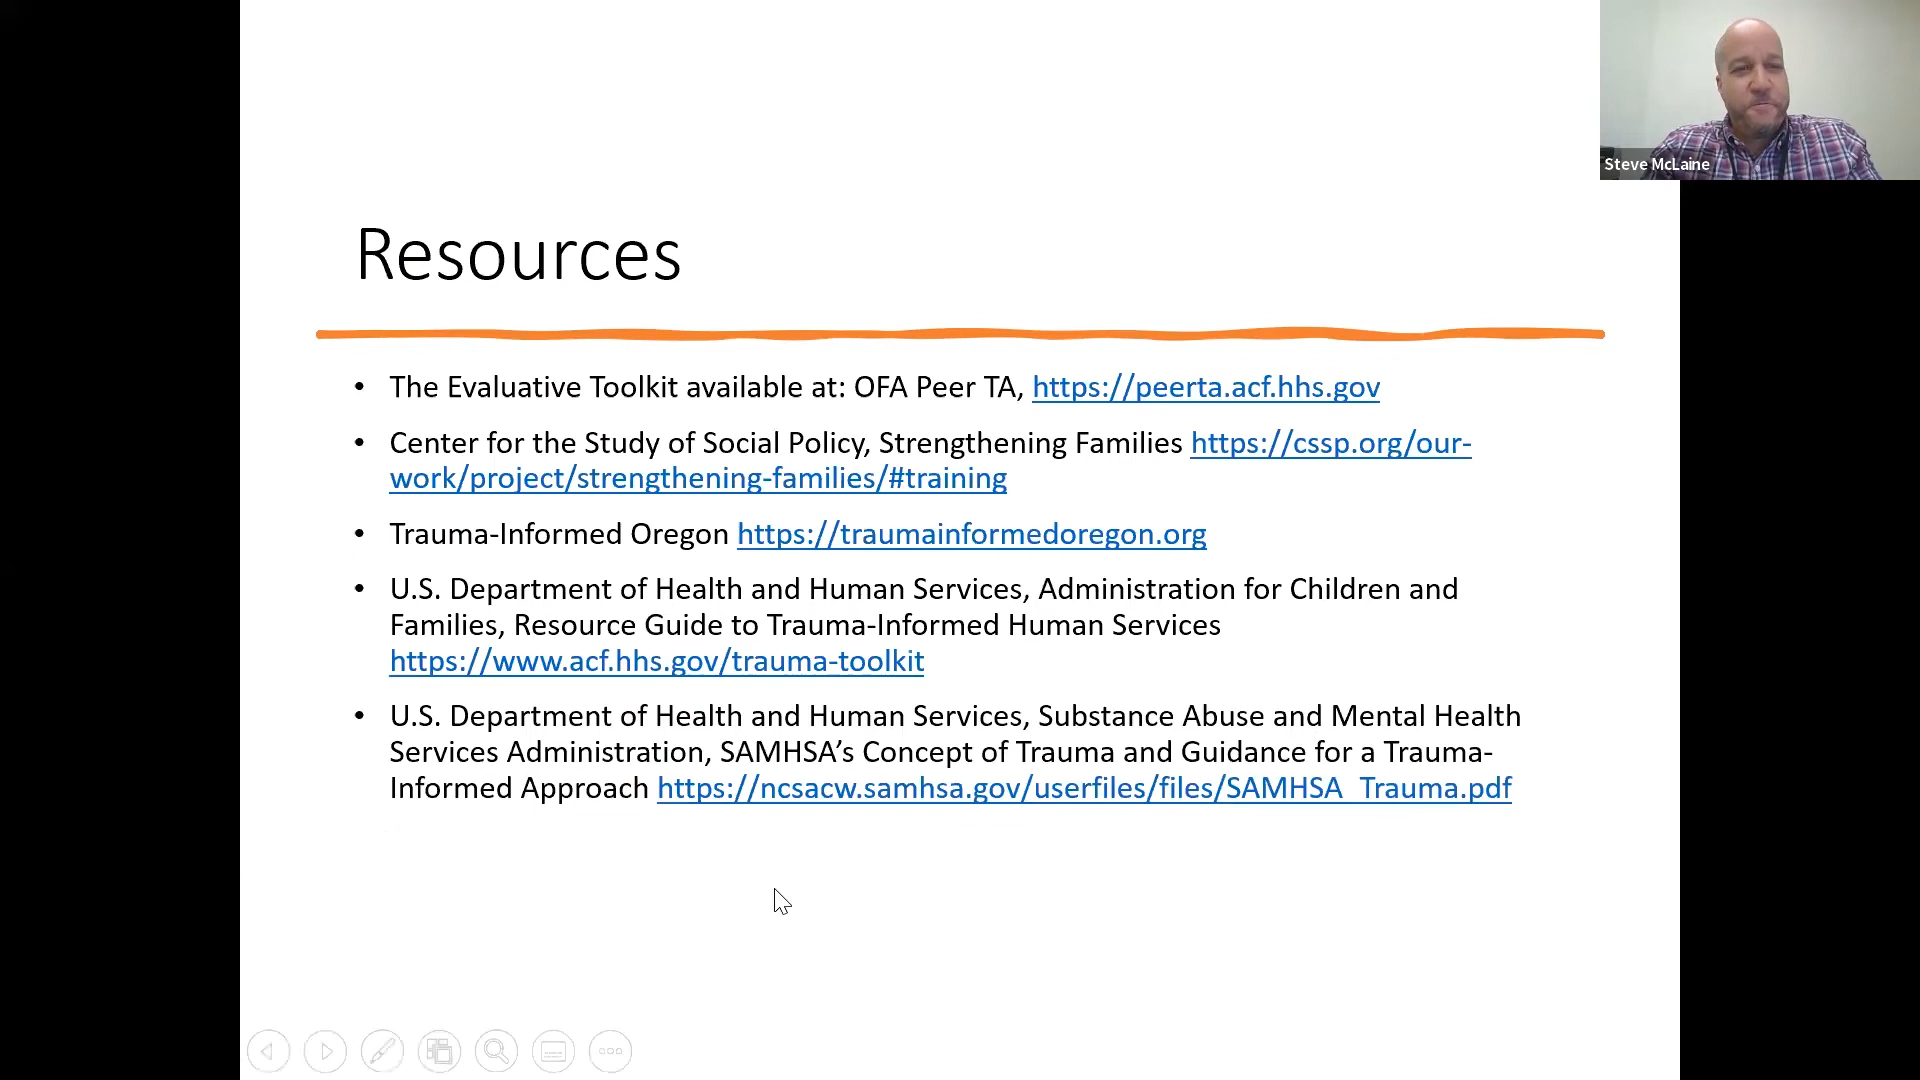 Steve McLaine
Resources
• The Evaluative Toolkit available at: OFA Peer TA, https://peerta.acf.hhs.gov
• Center for the Study of Social Policy, Strengthening Families https://cssp.org/our-
work/project/strengthening-families/#training
• Trauma-Informed Oregon https://traumainformedoregon.org
• U.S. Department of Health and Human Services, Administration for Children and
Families, Resource Guide to Trauma-Informed Human Services
https://www.acf.hhs.gov/trauma-toolkit
• U.S. Department of Health and Human Services, Substance Abuse and Mental Health
Services Administration, SAMHSA’s Concept of Trauma and Guidance for a Trauma-
Informed Approach https://ncsacw.samhsa.gov/userfiles/files/SAMHSA_Trauma.pdf